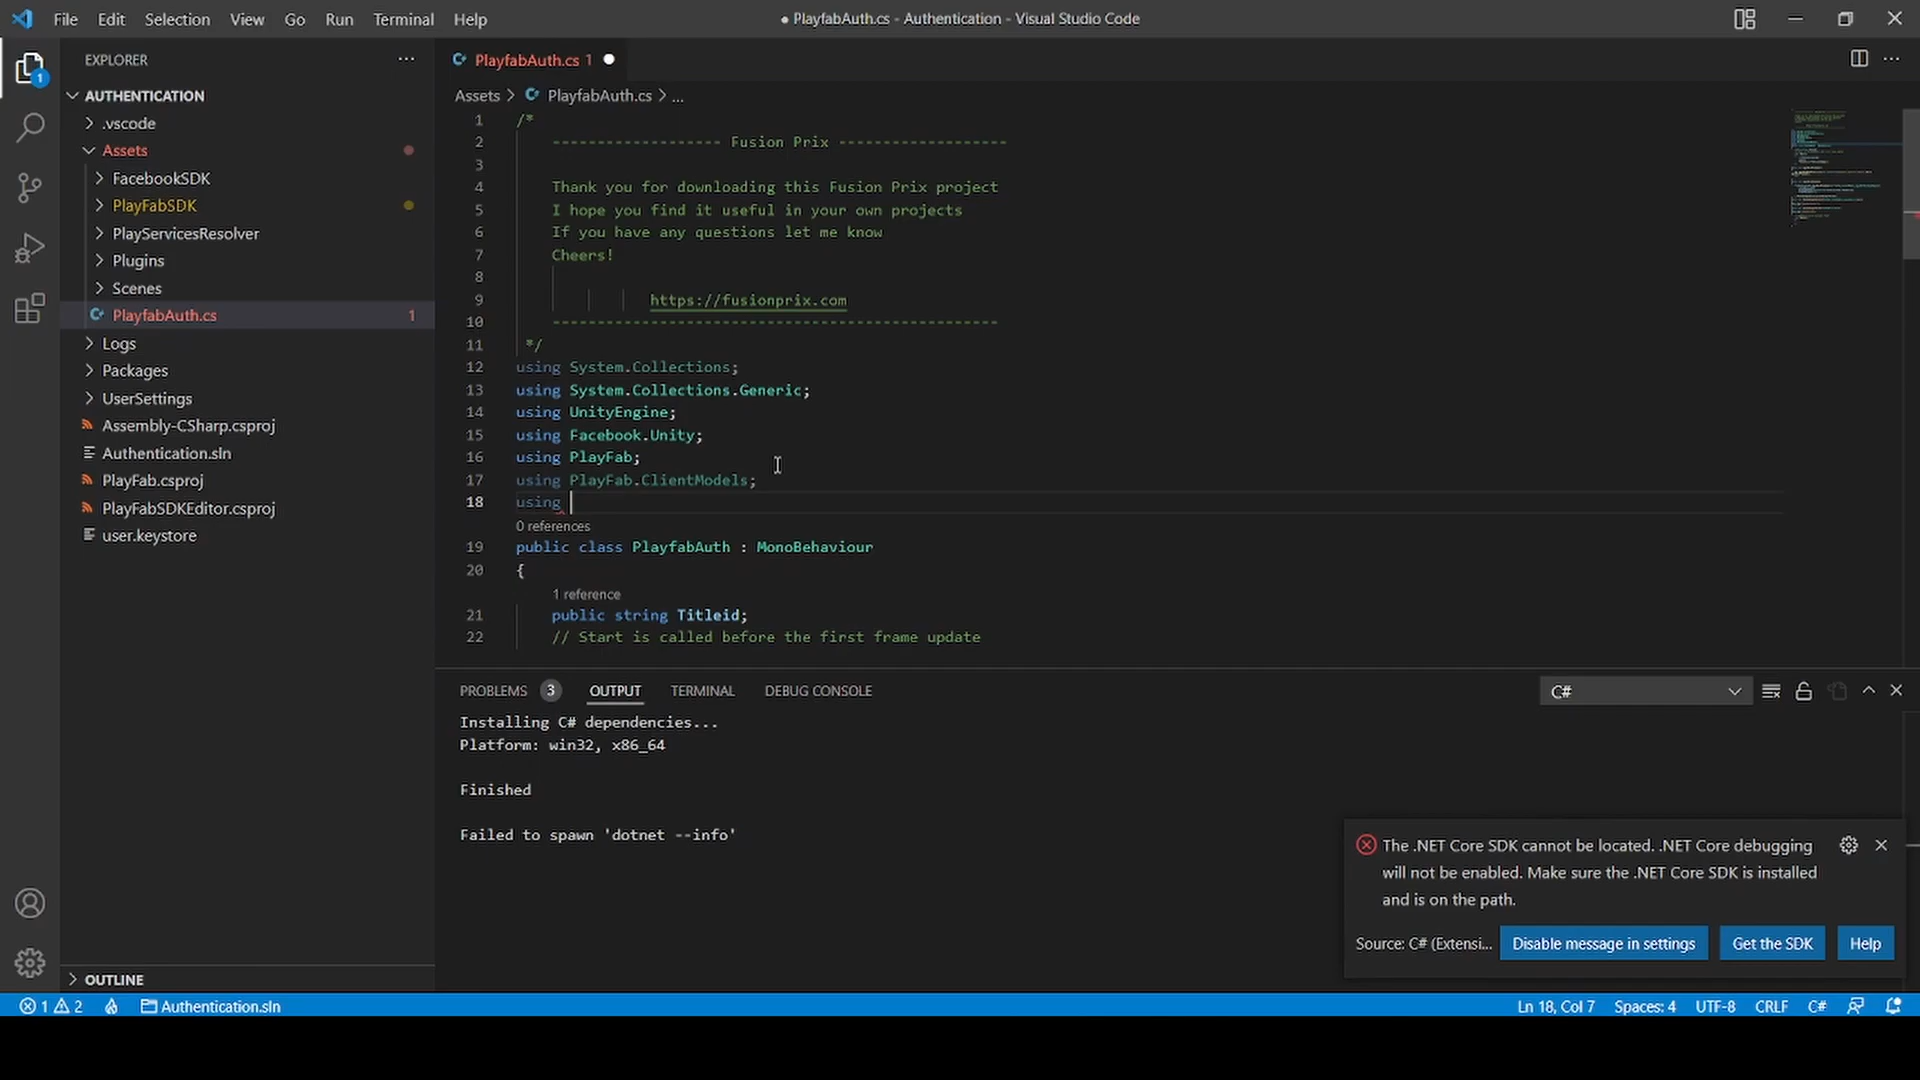 File Edit Selection View Go Run Terminal Help
● PlayfabAuth.cs - Authentication - Visual Studio Code
1
EXPLORER ...
AUTHENTICATION
.vscode
Assets
FacebookSDK
PlayFabSDK
PlayServicesResolver
Plugins
Scenes
PlayfabAuth.cs 1
Logs
Packages
UserSettings
Assembly-CSharp.csproj
Authentication.sln
PlayFab.csproj
PlayFabSDKEditor.csproj
user.keystore
OUTLINE
PlayfabAuth.cs 1 ●
Assets > PlayfabAuth.cs > ...
1 /*
2 ------------------- Fusion Prix -------------------
3
4 Thank you for downloading this Fusion Prix project
5 I hope you find it useful in your own projects
6 If you have any questions let me know
7 Cheers!
8
9 https://fusionprix.com
10 --------------------------------------------------
11 */
12 using System.Collections;
13 using System.Collections.Generic;
14 using UnityEngine;
15 using Facebook.Unity;
16 using PlayFab;
17 using PlayFab.ClientModels;
18 using
0 references
19 public class PlayfabAuth : MonoBehaviour
20 {
1 reference
21 public string Titleid;
22 // Start is called before the first frame update
PROBLEMS 3 OUTPUT TERMINAL DEBUG CONSOLE C#
Installing C# dependencies...
Platform: win32, x86_64
Finished
Failed to spawn 'dotnet --info'
The .NET Core SDK cannot be located. .NET Core debugging
will not be enabled. Make sure the .NET Core SDK is installed
and is on the path.
Source: C# (Extensi... Disable message in settings Get the SDK Help
1 2 Authentication.sln Ln 18, Col 7 Spaces: 4 UTF-8 CRLF C#